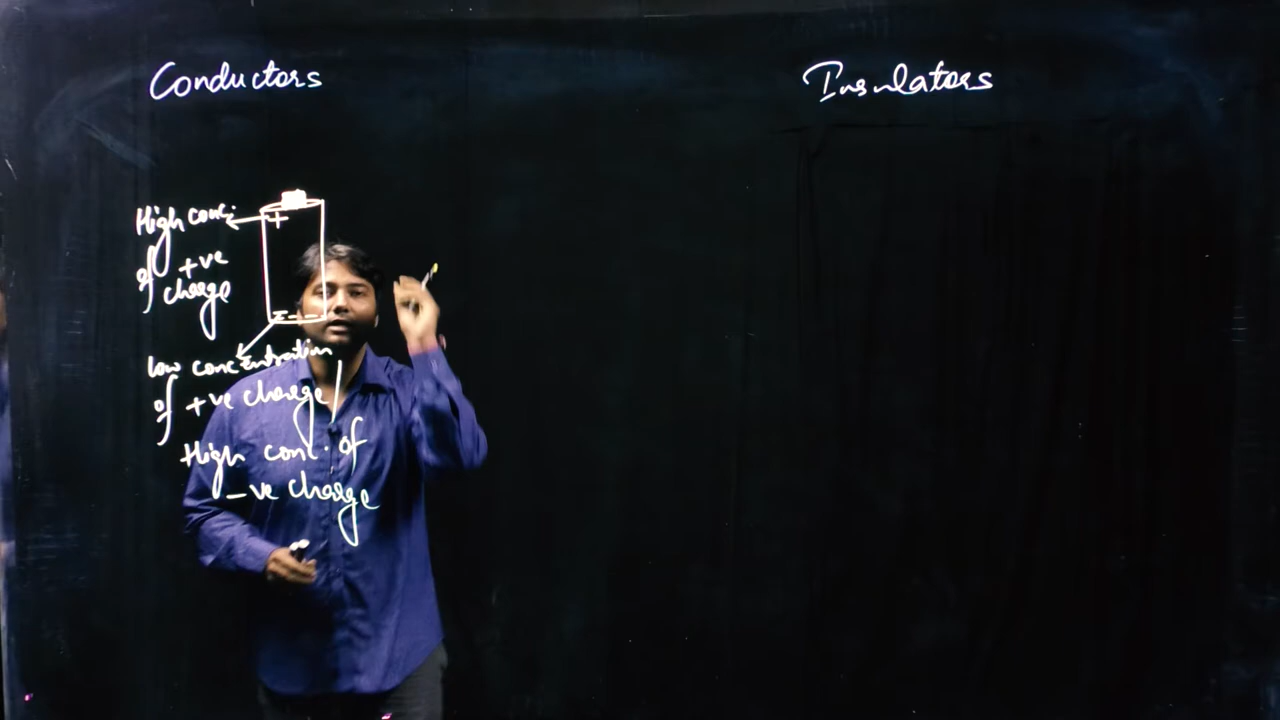 Conductors
Insulators
High conc.
of +ve
charge
+
- - - -
low concentration
of +ve charge/
High conc. of
-ve charge